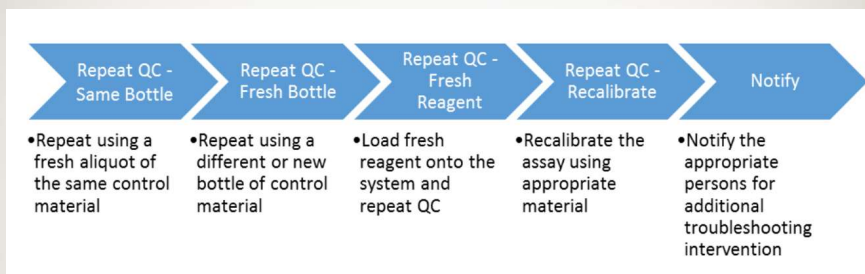 Repeat QC -
Same Bottle
Repeat QC -
Fresh Bottle
Repeat QC -
Fresh
Reagent
Repeat QC -
Recalibrate
Notify
•Repeat using a
fresh aliquot of
the same control
material
•Repeat using a
different or new
bottle of control
material
•Load fresh
reagent onto the
system and
repeat QC
•Recalibrate the
assay using
appropriate
material
•Notify the
appropriate
persons for
additional
troubleshooting
intervention